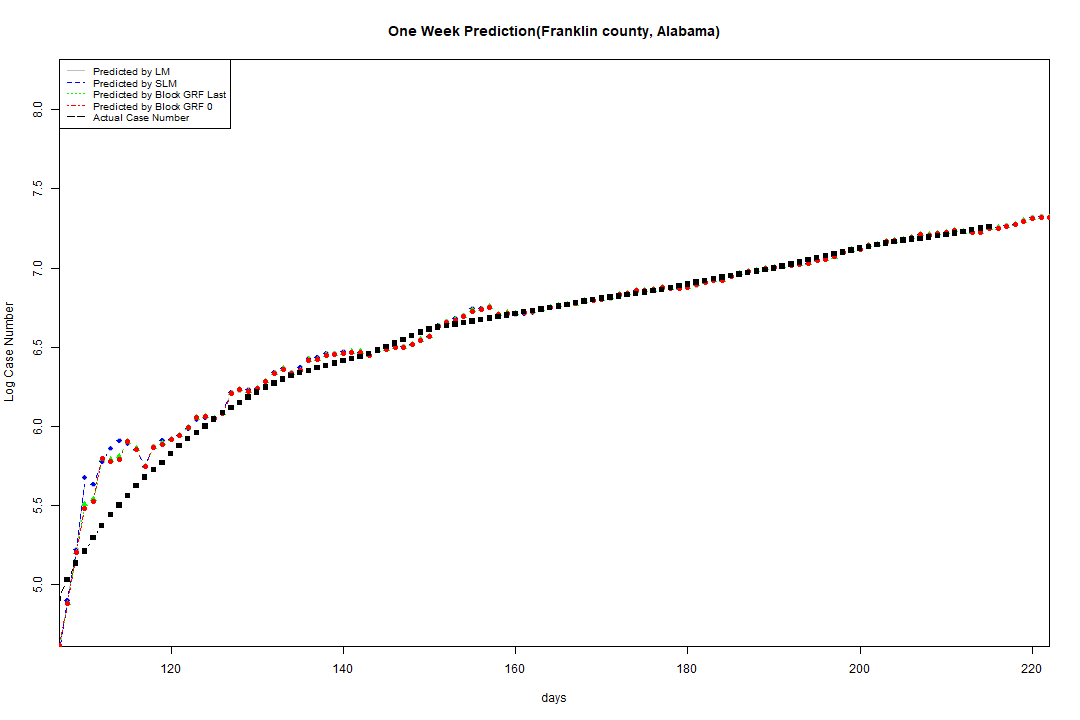 One Week Prediction(Franklin county, Alabama)
Predicted by LM
Predicted by SLM
Predicted by Block GRF Last
Predicted by Block GRF 0
Actual Case Number
Log Case Number
8.0
7.5
7.0
6.5
6.0
5.5
5.0
120 140 160 180 200 220
days